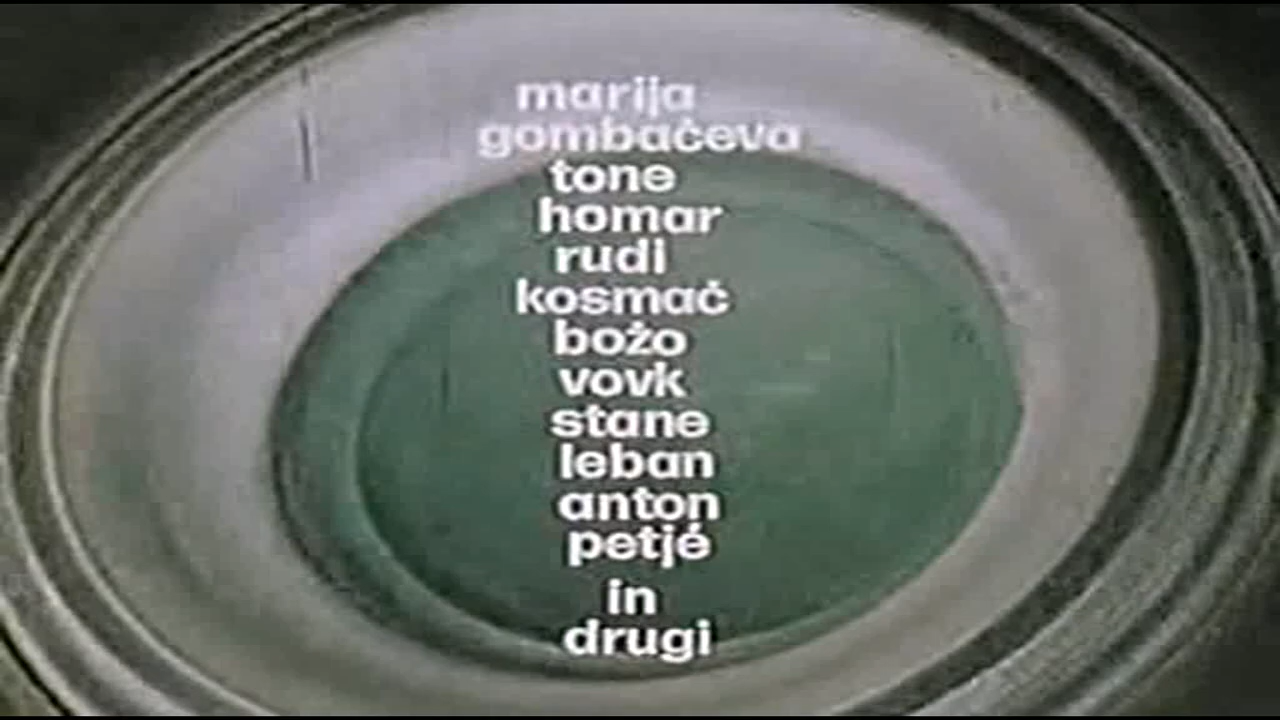 marija
gombačeva
tone
homar
rudi
kosmač
božo
vovk
stane
leban
anton
petjé
in
drugi